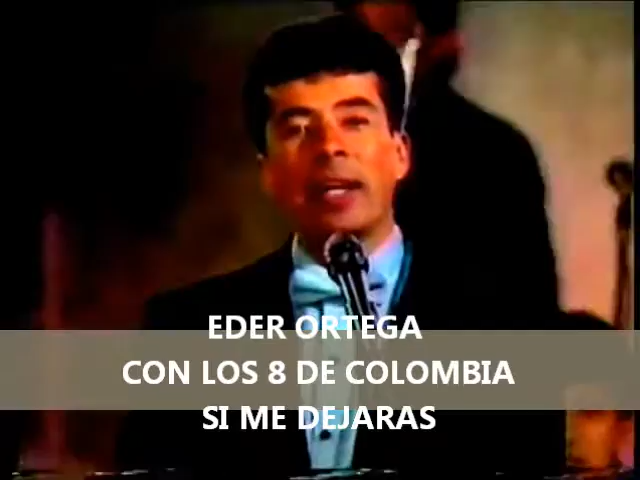 EDER ORTEGA
CON LOS 8 DE COLOMBIA
SI ME DEJARAS